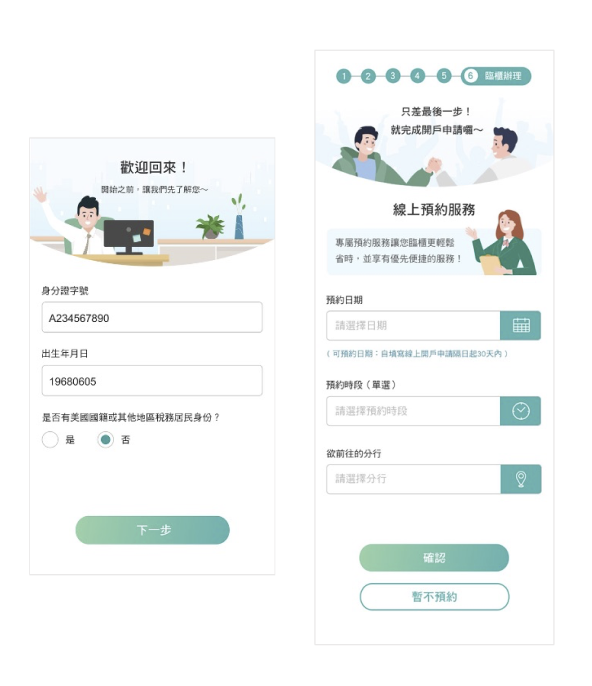 歡迎回來！
開始之前，讓我們先了解您～
身分證字號
A234567890
出生年月日
19680605
是否有美國國籍或其他地區稅務居民身份？
是
否
下一步
1
2
3
4
5
6 臨櫃辦理
只差最後一步！
就完成開戶申請囉～
線上預約服務
專屬預約服務讓您臨櫃更輕鬆
省時，並享有優先便捷的服務！
預約日期
請選擇日期
（可預約日期：自填寫線上開戶申請隔日起30天內）
預約時段（單選）
請選擇預約時段
欲前往的分行
請選擇分行
確認
暫不預約